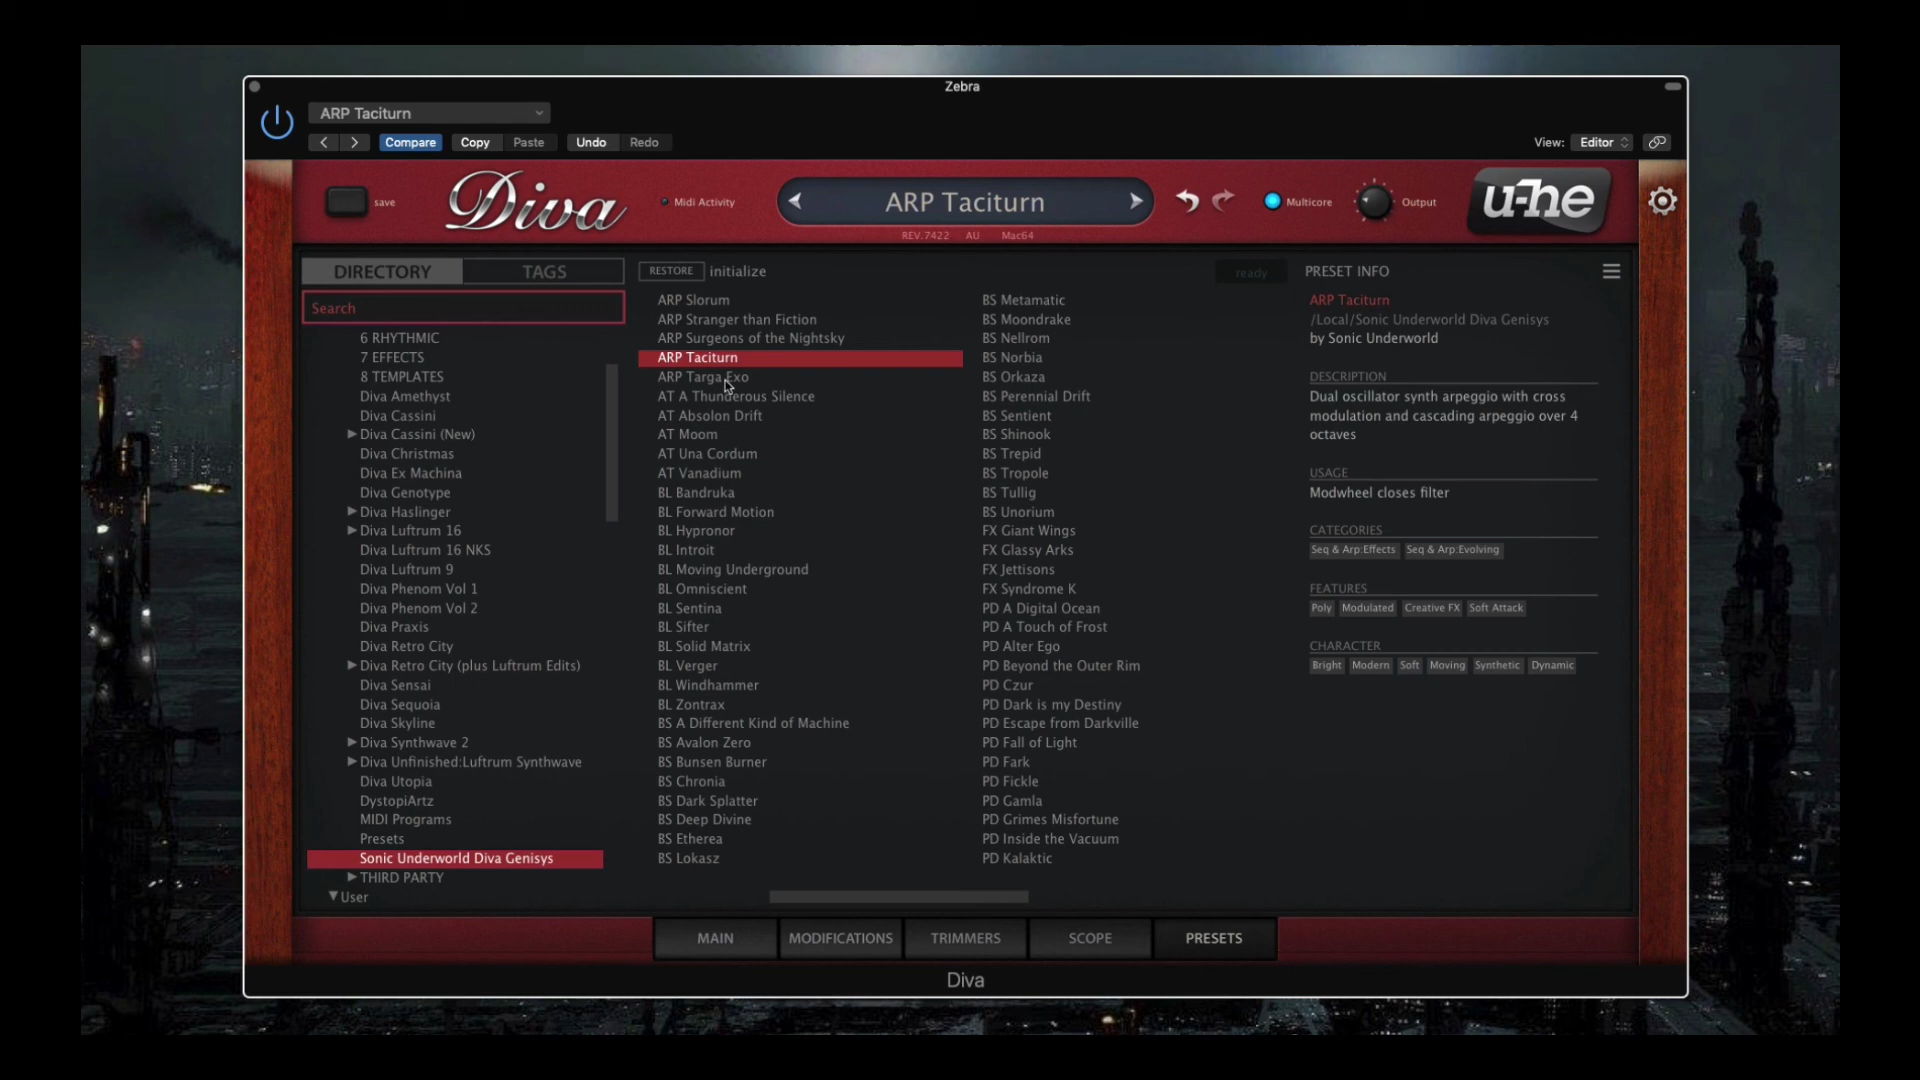 Zebra
ARP Taciturn
Compare Copy Paste Undo Redo
View: Editor
save
Diva
Midi Activity
ARP Taciturn
REV.7422 AU Mac64
Multicore
Output
u-he
DIRECTORY TAGS
Search
6 RHYTHMIC
7 EFFECTS
8 TEMPLATES
Diva Amethyst
Diva Cassini
Diva Cassini (New)
Diva Christmas
Diva Ex Machina
Diva Genotype
Diva Haslinger
Diva Luftrum 16
Diva Luftrum 16 NKS
Diva Luftrum 9
Diva Phenom Vol 1
Diva Phenom Vol 2
Diva Praxis
Diva Retro City
Diva Retro City (plus Luftrum Edits)
Diva Sensai
Diva Sequoia
Diva Skyline
Diva Synthwave 2
Diva Unfinished:Luftrum Synthwave
Diva Utopia
DystopiArtz
MIDI Programs
Presets
Sonic Underworld Diva Genisys
THIRD PARTY
User
RESTORE initialize
ready
ARP Slorum
ARP Stranger than Fiction
ARP Surgeons of the Nightsky
ARP Taciturn
ARP Targa Exo
AT A Thunderous Silence
AT Absolon Drift
AT Moom
AT Una Cordum
AT Vanadium
BL Bandruka
BL Forward Motion
BL Hypronor
BL Introit
BL Moving Underground
BL Omniscient
BL Sentina
BL Sifter
BL Solid Matrix
BL Verger
BL Windhammer
BL Zontrax
BS A Different Kind of Machine
BS Avalon Zero
BS Bunsen Burner
BS Chronia
BS Dark Splatter
BS Deep Divine
BS Etherea
BS Lokasz
BS Metamatic
BS Moondrake
BS Nellrom
BS Norbia
BS Orkaza
BS Perennial Drift
BS Sentient
BS Shinook
BS Trepid
BS Tropole
BS Tullig
BS Unorium
FX Giant Wings
FX Glassy Arks
FX Jettisons
FX Syndrome K
PD A Digital Ocean
PD A Touch of Frost
PD Alter Ego
PD Beyond the Outer Rim
PD Czur
PD Dark is my Destiny
PD Escape from Darkville
PD Fall of Light
PD Fark
PD Fickle
PD Gamla
PD Grimes Misfortune
PD Inside the Vacuum
PD Kalaktic
PRESET INFO
ARP Taciturn
/Local/Sonic Underworld Diva Genisys
by Sonic Underworld
DESCRIPTION
Dual oscillator synth arpeggio with cross
modulation and cascading arpeggio over 4
octaves
USAGE
Modwheel closes filter
CATEGORIES
Seq & Arp:Effects Seq & Arp:Evolving
FEATURES
Poly Modulated Creative FX Soft Attack
CHARACTER
Bright Modern Soft Moving Synthetic Dynamic
MAIN MODIFICATIONS TRIMMERS SCOPE PRESETS
Diva